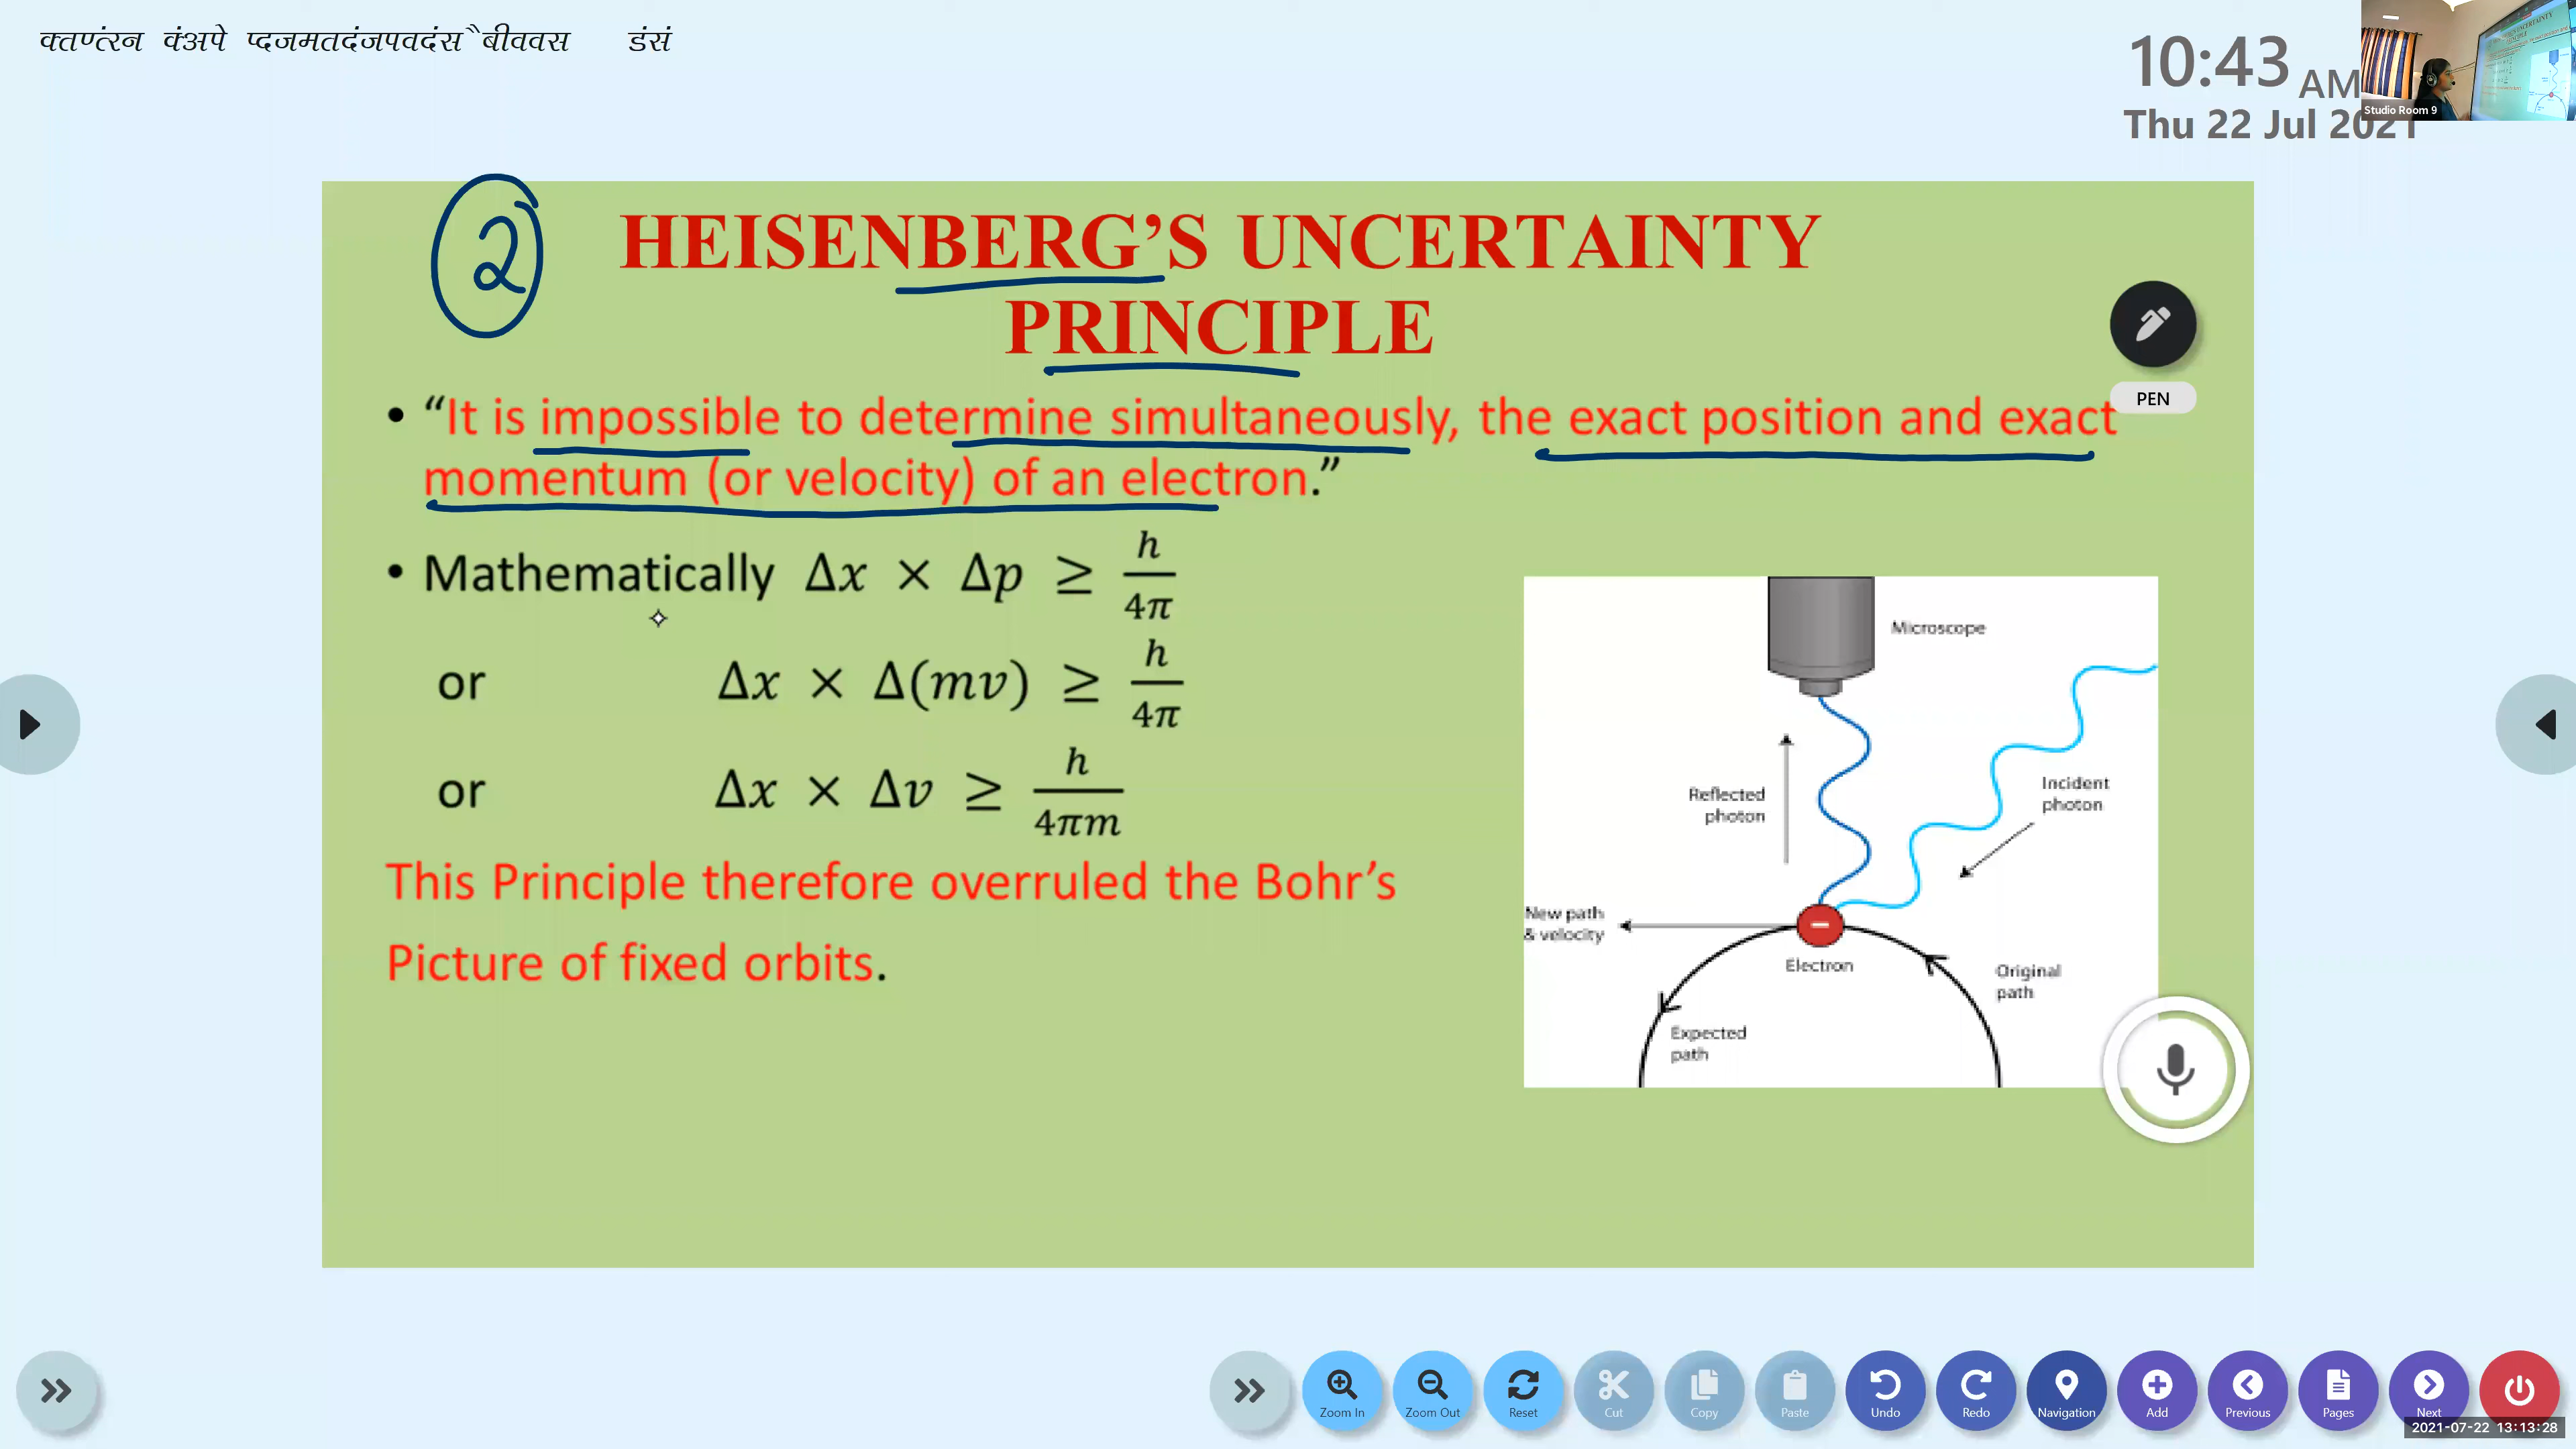 क्तण्ंरन कंअपे प्दजमतदंजपवदंस ैबीववस डंसं
10:43 AM
Thu 22 Jul 2021
Studio Room 9
2
HEISENBERG’S UNCERTAINTY
PRINCIPLE
PEN
• “It is impossible to determine simultaneously, the exact position and exact
momentum (or velocity) of an electron.”
• Mathematically Δx × Δp ≥ h/4π
or Δx × Δ(mv) ≥ h/4π
or Δx × Δv ≥ h/4πm
This Principle therefore overruled the Bohr’s
Picture of fixed orbits.
Microscope
Reflected
photon
Incident
photon
New path
& velocity
Electron
Original
path
Expected
path
Zoom In
Zoom Out
Reset
Cut
Copy
Paste
Undo
Redo
Navigation
Add
Previous
Pages
Next
2021-07-22 13:13:28